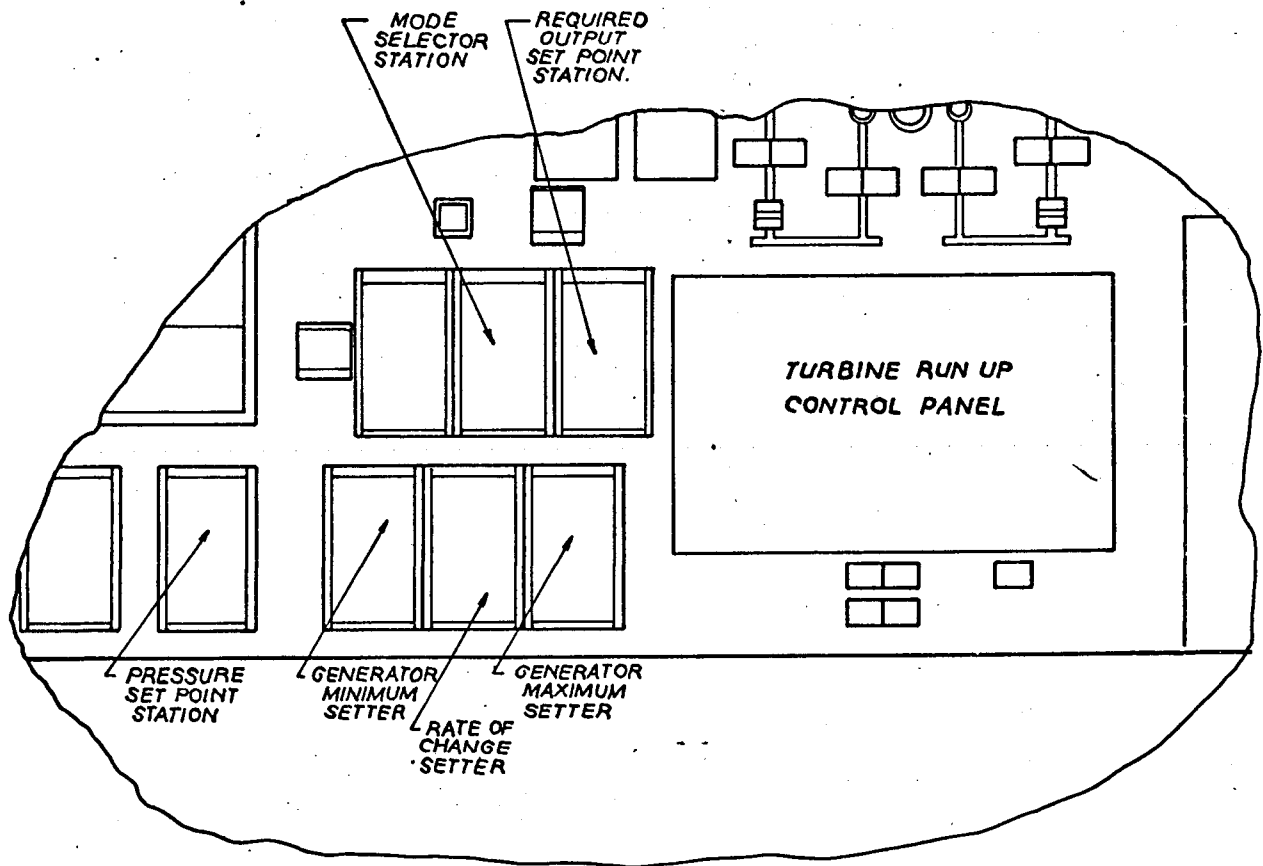 MODE
SELECTOR
STATION
REQUIRED
OUTPUT
SET POINT
STATION.
TURBINE RUN UP
CONTROL PANEL
PRESSURE
SET POINT
STATION
GENERATOR
MINIMUM
SETTER
RATE OF
CHANGE
SETTER
GENERATOR
MAXIMUM
SETTER